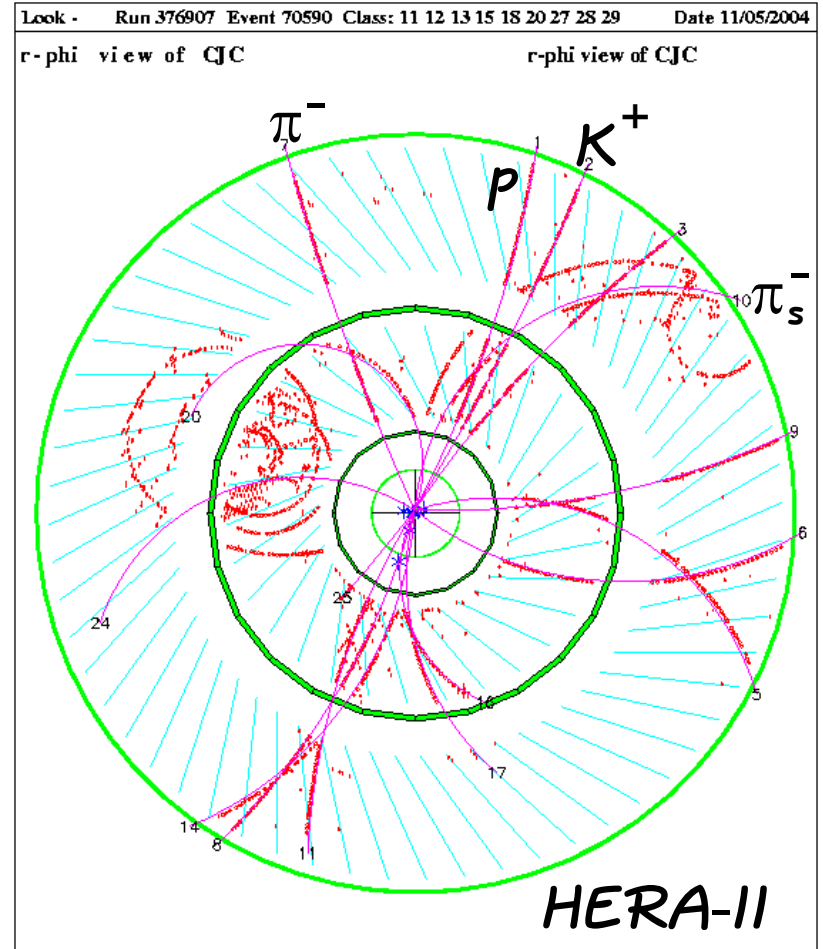 Look - Run 376907 Event 70590 Class: 11 12 13 15 18 20 27 28 29 Date 11/05/2004
r-phi view of CJC r-phi view of CJC
π⁻
7
p
1
K⁺
2
3
10
πₛ⁻
20
9
6
25
24
5
16
17
14
8
11
HERA-II